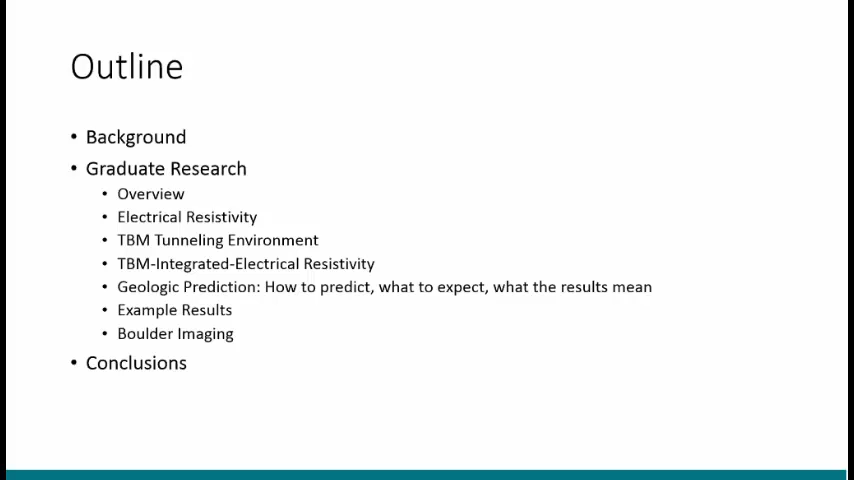 Outline
• Background
• Graduate Research
• Overview
• Electrical Resistivity
• TBM Tunneling Environment
• TBM-Integrated-Electrical Resistivity
• Geologic Prediction: How to predict, what to expect, what the results mean
• Example Results
• Boulder Imaging
• Conclusions